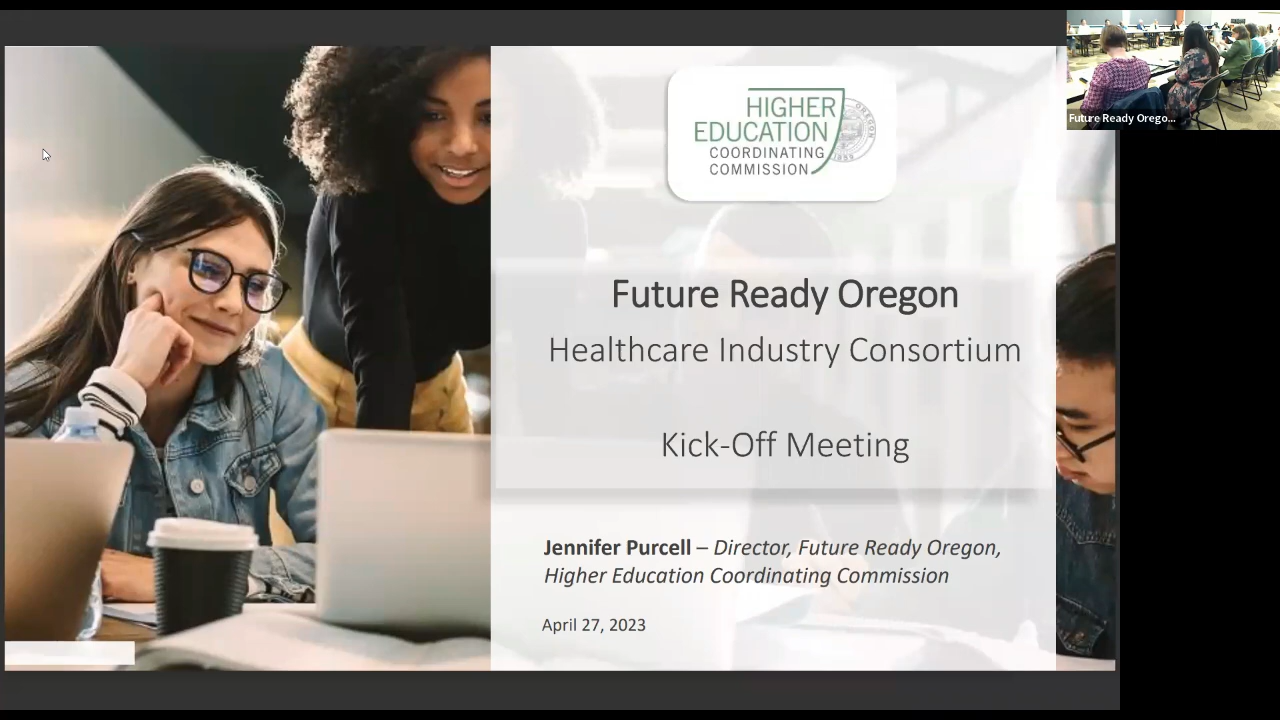 HIGHER
EDUCATION
COORDINATING
COMMISSION
OREGON
Future Ready Oregon
Healthcare Industry Consortium
Kick-Off Meeting
Jennifer Purcell – Director, Future Ready Oregon,
Higher Education Coordinating Commission
April 27, 2023
Future Ready Orego...